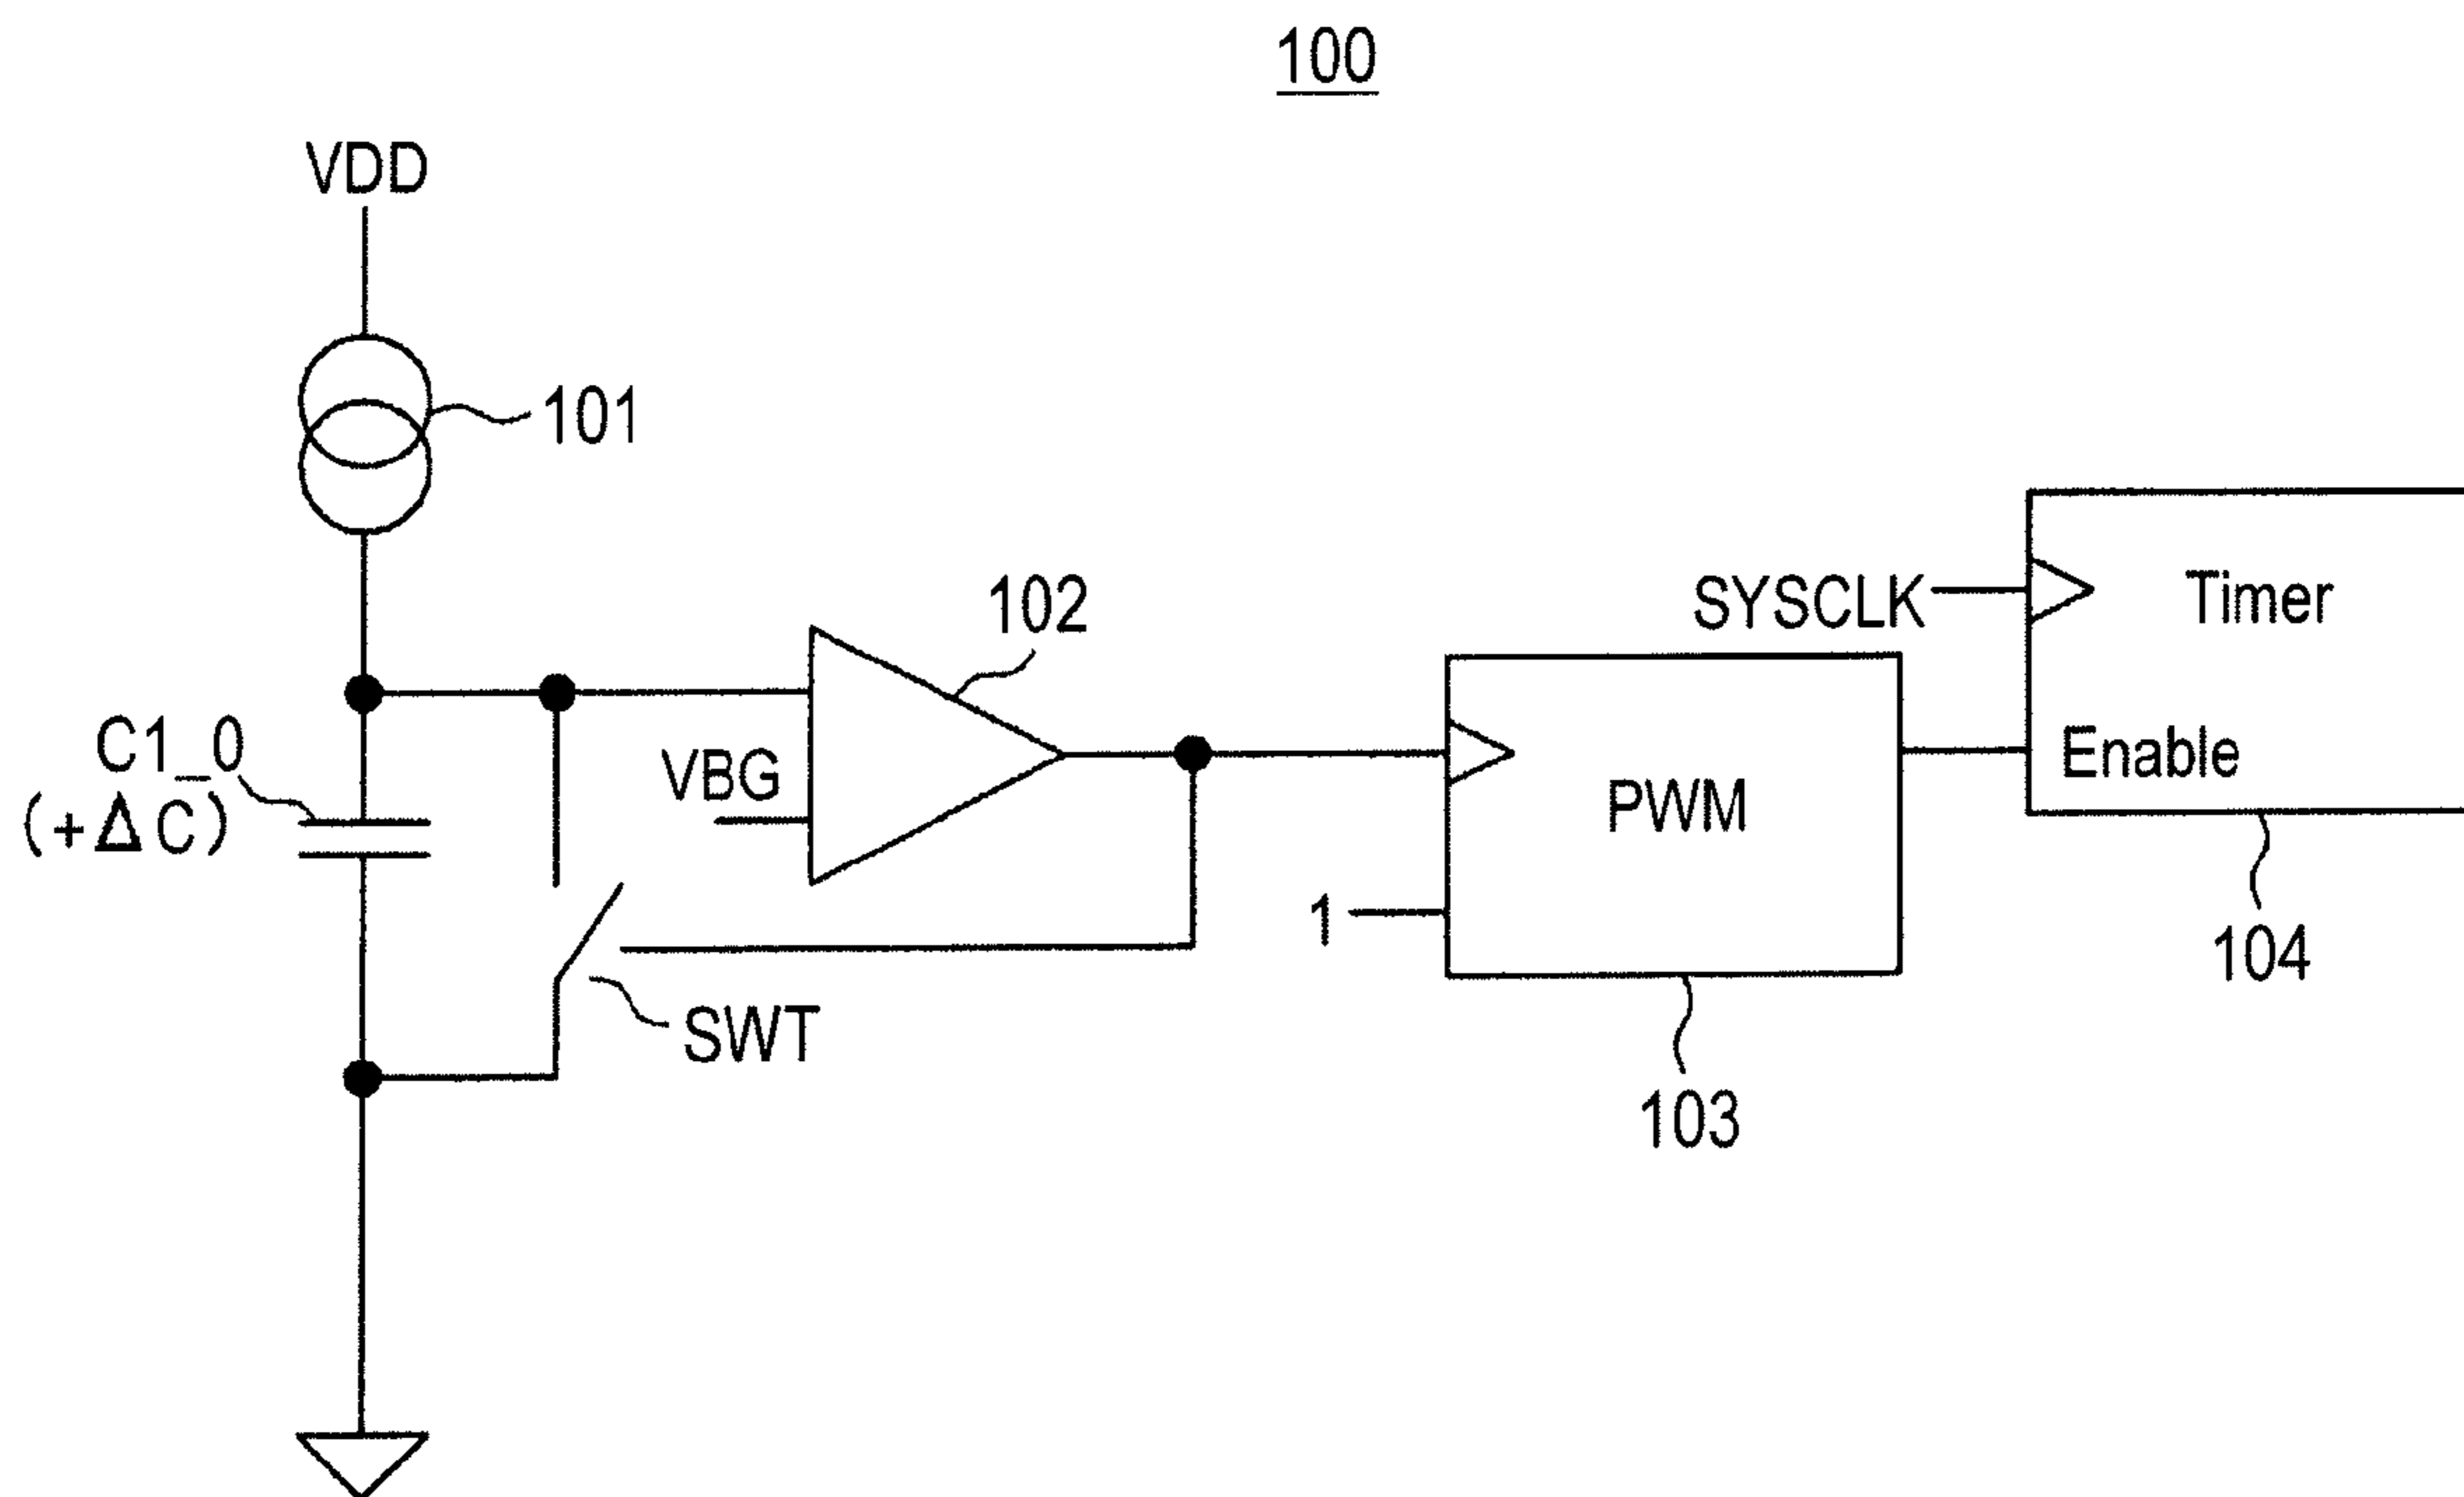 100
VDD
101
102
SYSCLK
Timer
C1_0
(+ΔC)
VBG
Enable
PWM
1
SWT
104
103